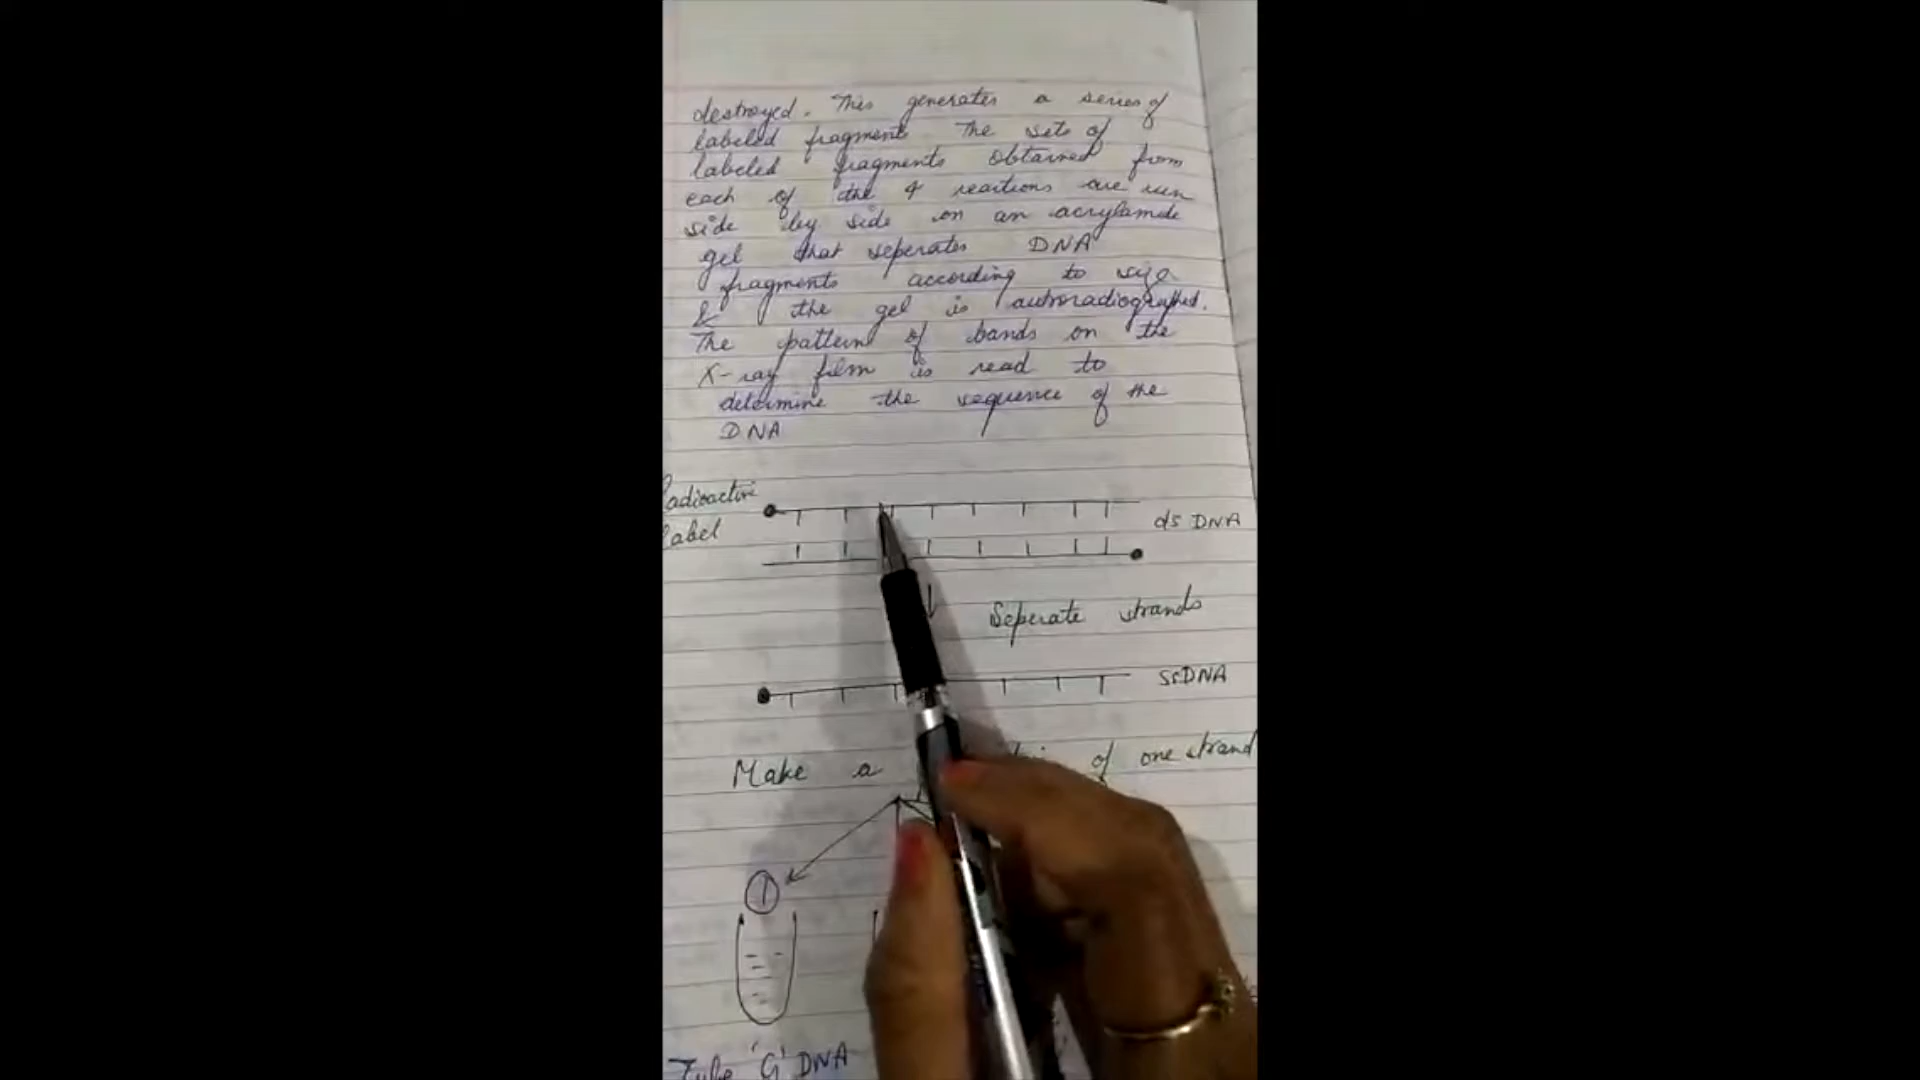 destroyed. This generates a series of
labeled fragment The sets of
labeled fragments obtained from
each of the 4 reactions are run
side by side on an acrylamide
gel that seperates DNA
fragments according to size
& the gel is autoradiographed.
The pattern of bands on the
X-ray film is read to
determine the sequence of the
DNA
Radioactive
label
ds DNA
Seperate strands
SsDNA
Make a of one strand
1
Tube 'G' DNA